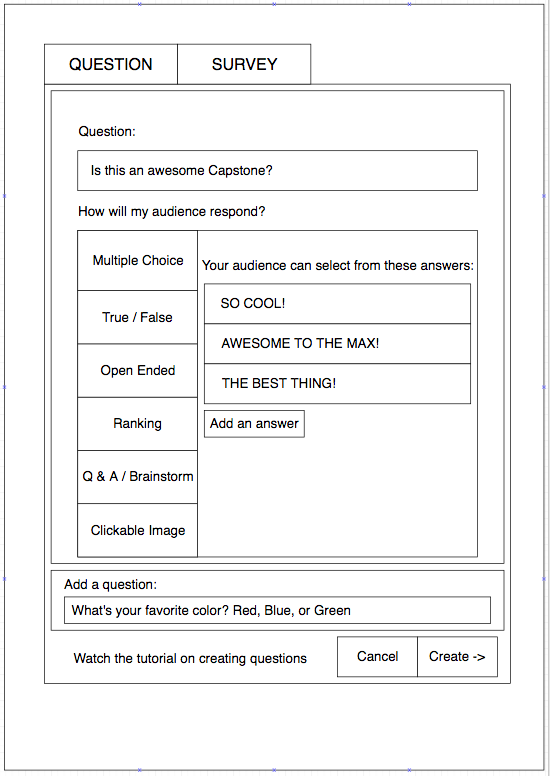 QUESTION
SURVEY
Question:
Is this an awesome Capstone?
How will my audience respond?
Multiple Choice
True / False
Open Ended
Ranking
Q & A / Brainstorm
Clickable Image
Your audience can select from these answers:
SO COOL!
AWESOME TO THE MAX!
THE BEST THING!
Add an answer
Add a question:
What's your favorite color? Red, Blue, or Green
Watch the tutorial on creating questions
Cancel
Create ->